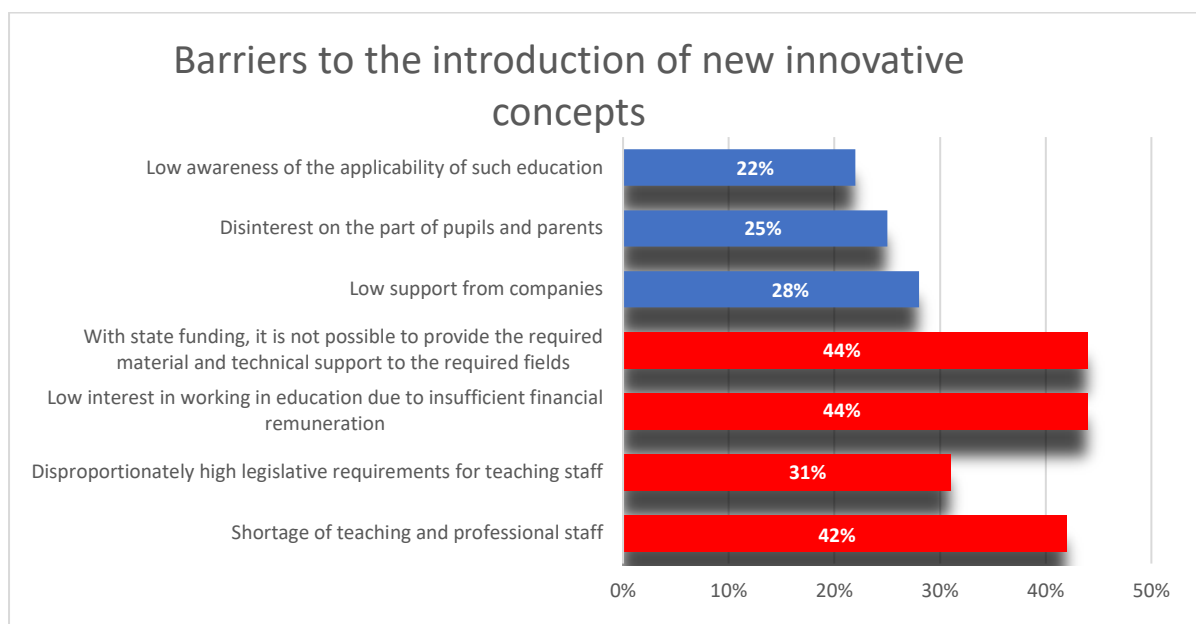 Barriers to the introduction of new innovative
concepts
Low awareness of the applicability of such education
22%
Disinterest on the part of pupils and parents
25%
Low support from companies
28%
With state funding, it is not possible to provide the required
material and technical support to the required fields
44%
Low interest in working in education due to insufficient financial
remuneration
44%
Disproportionately high legislative requirements for teaching staff
31%
Shortage of teaching and professional staff
42%
0% 10% 20% 30% 40% 50%